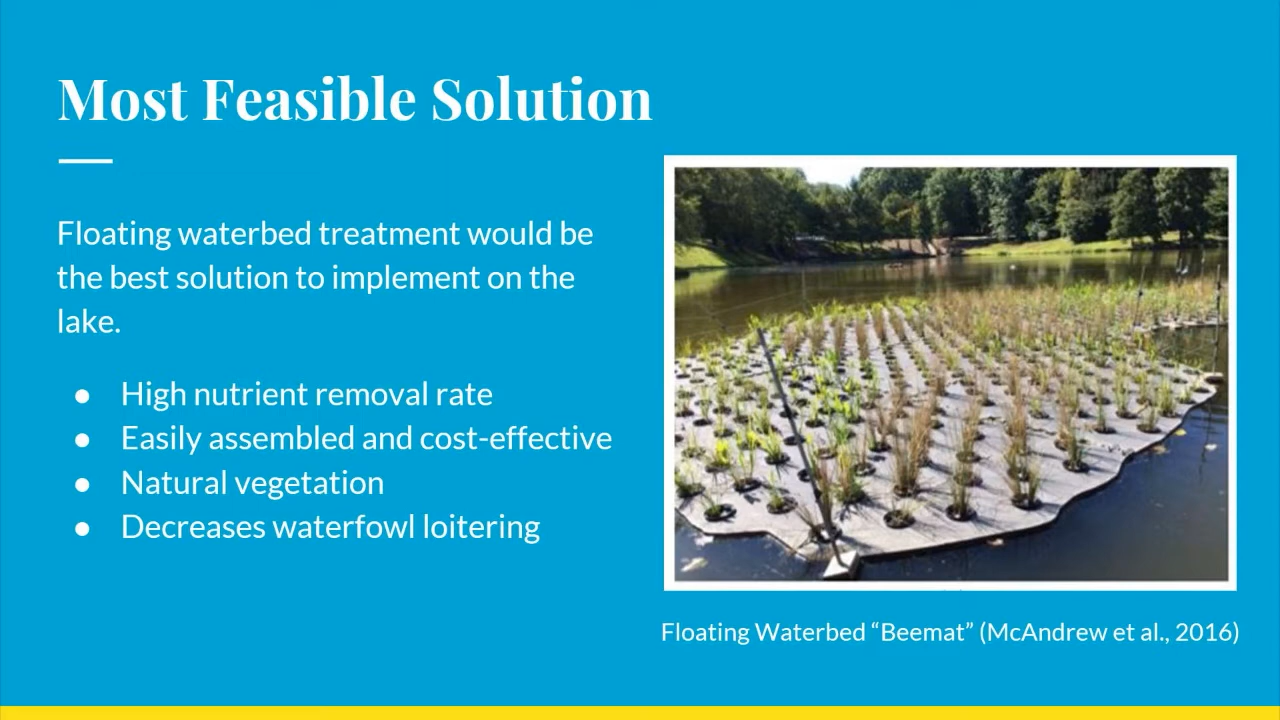 Most Feasible Solution
Floating waterbed treatment would be
the best solution to implement on the
lake.
● High nutrient removal rate
● Easily assembled and cost-effective
● Natural vegetation
● Decreases waterfowl loitering
Floating Waterbed “Beemat” (McAndrew et al., 2016)